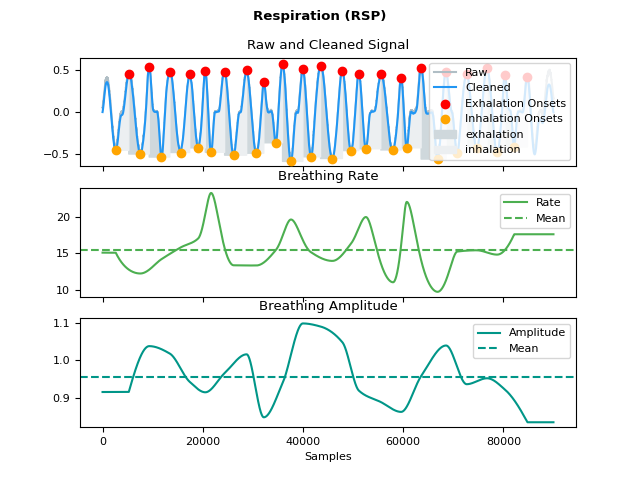 Respiration (RSP)
Raw and Cleaned Signal
0.5
0.0
−0.5
Raw
Cleaned
Exhalation Onsets
Inhalation Onsets
exhalation
inhalation
Breathing Rate
20
15
10
Rate
Mean
Breathing Amplitude
1.1
1.0
0.9
Amplitude
Mean
0 20000 40000 60000 80000
Samples